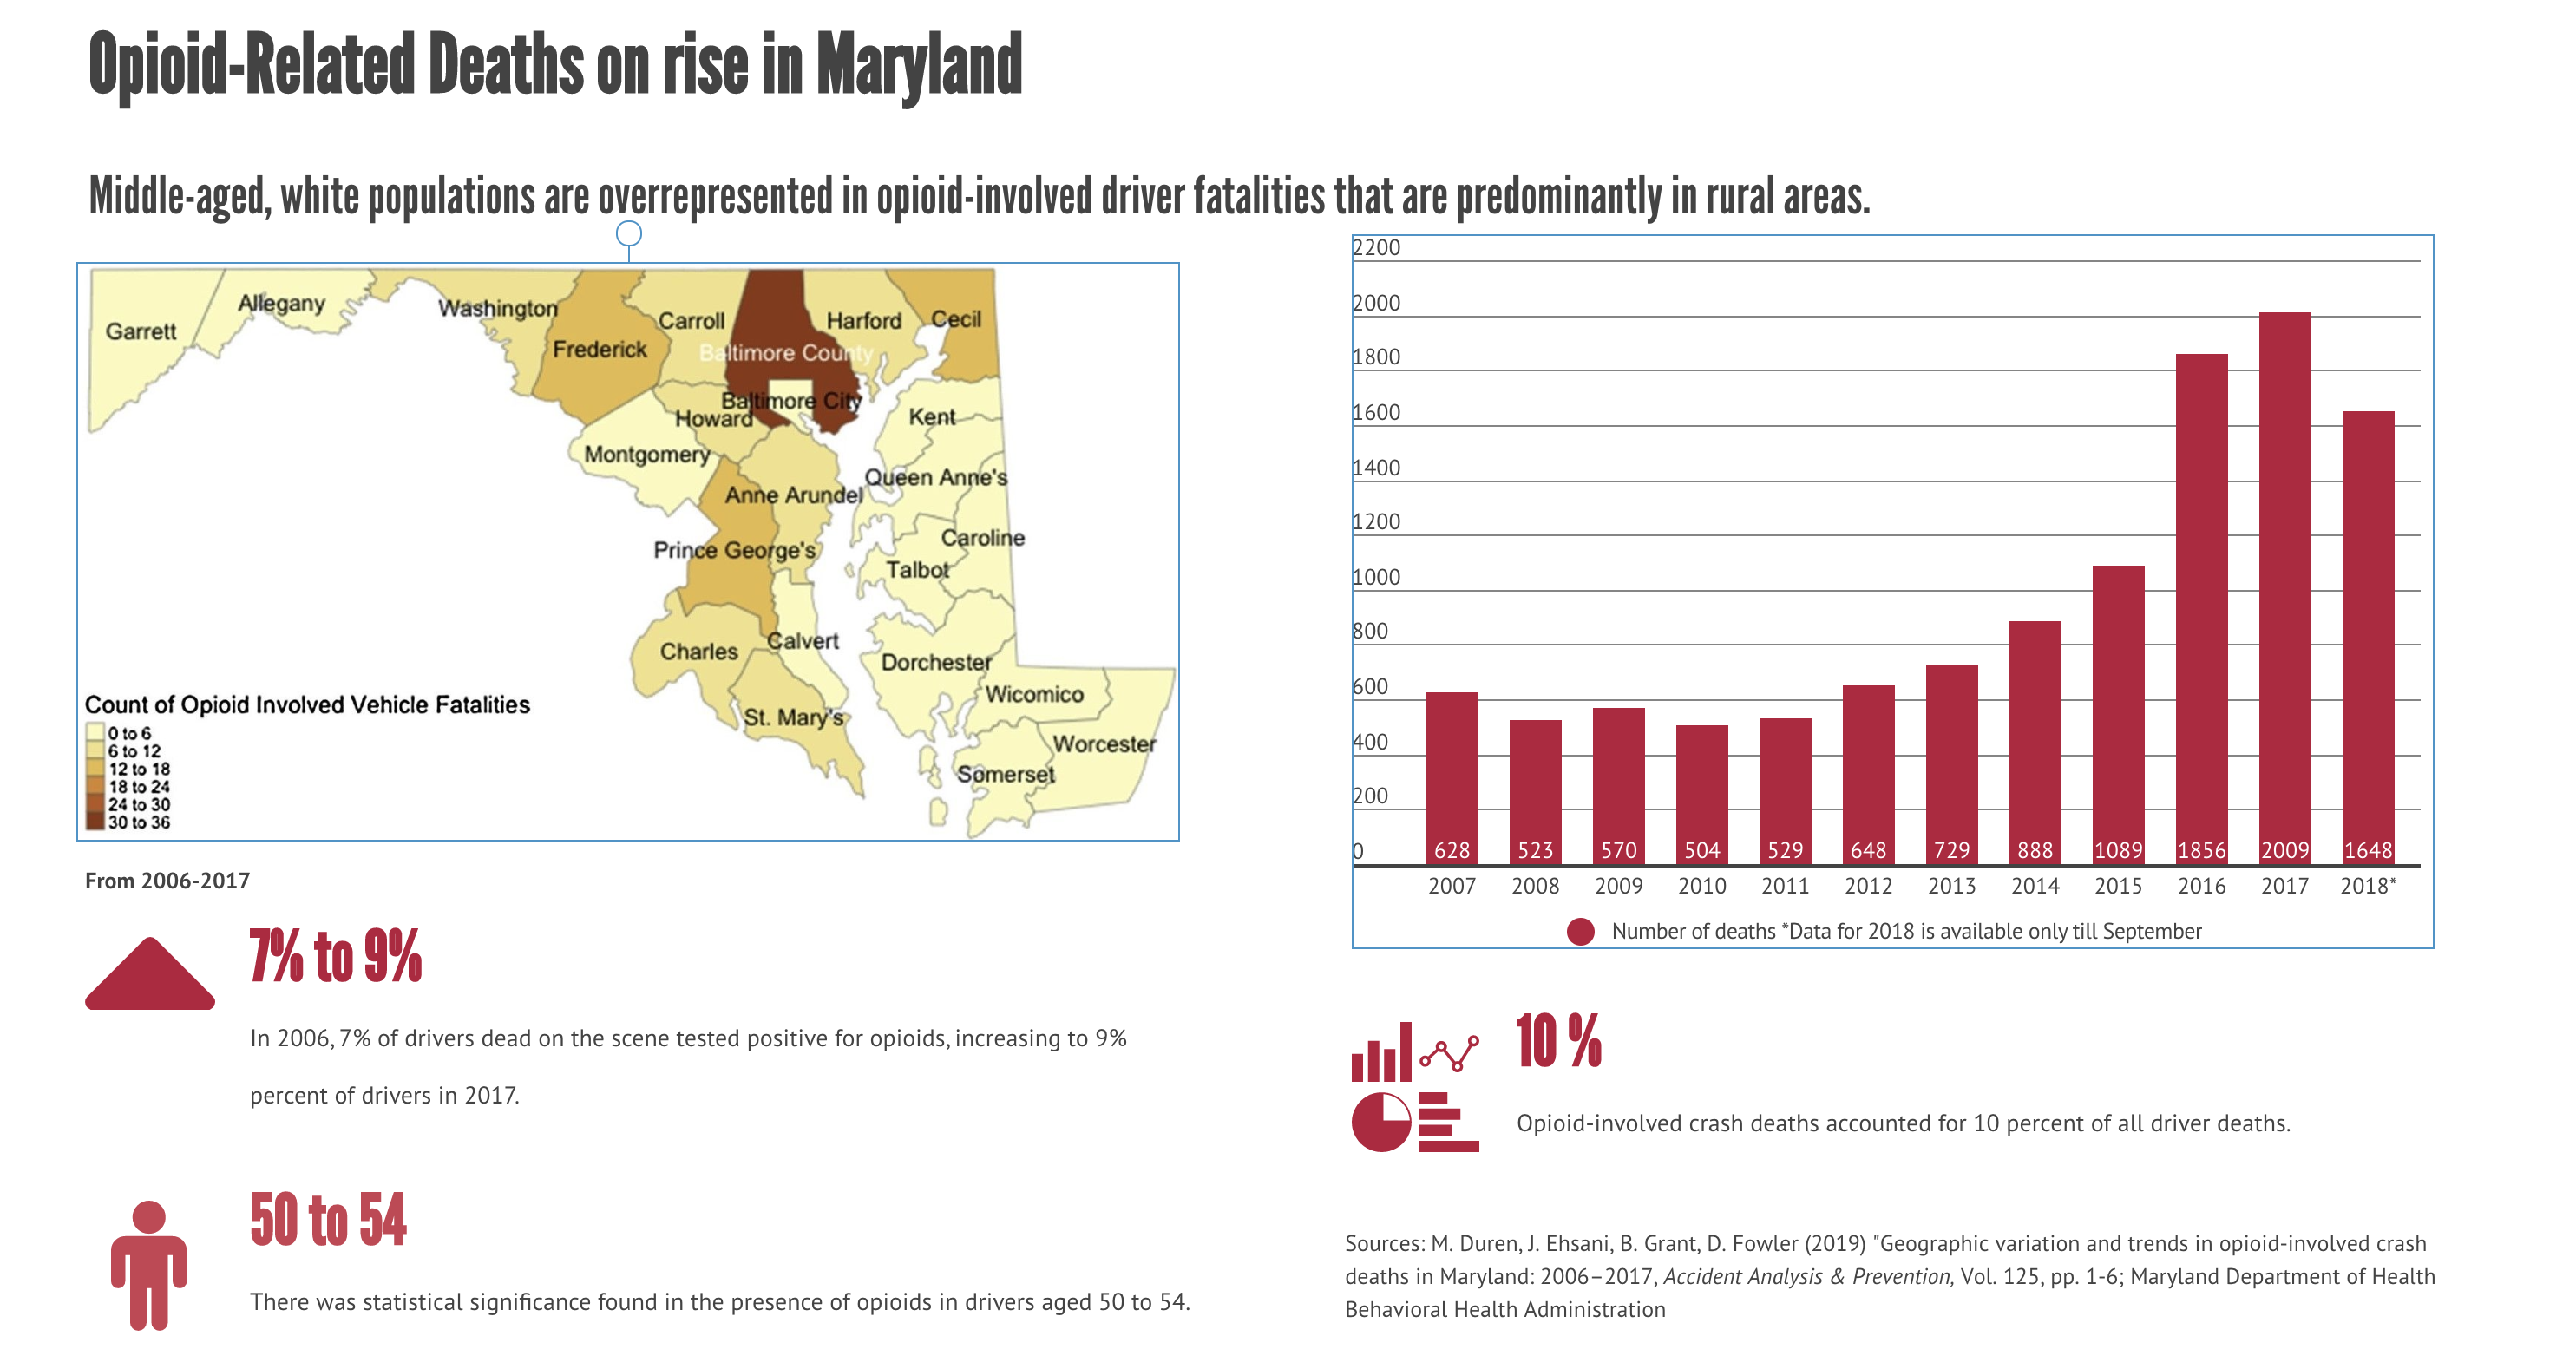 Opioid-Related Deaths on rise in Maryland
Middle-aged, white populations are overrepresented in opioid-involved driver fatalities that are predominantly in rural areas.
Garrett
Allegany
Washington
Frederick
Carroll
Baltimore County
Harford
Cecil
Baltimore City
Howard
Kent
Montgomery
Queen Anne's
Anne Arundel
Caroline
Prince George's
Talbot
Charles
Calvert
Dorchester
Wicomico
St. Mary's
Worcester
Somerset
Count of Opioid Involved Vehicle Fatalities
0 to 6
6 to 12
12 to 18
18 to 24
24 to 30
30 to 36
From 2006-2017
7% to 9%
In 2006, 7% of drivers dead on the scene tested positive for opioids, increasing to 9%
percent of drivers in 2017.
50 to 54
There was statistical significance found in the presence of opioids in drivers aged 50 to 54.
2200
2000
1800
1600
1400
1200
1000
800
600
400
200
0
628 523 570 504 529 648 729 888 1089 1856 2009 1648
2007 2008 2009 2010 2011 2012 2013 2014 2015 2016 2017 2018*
Number of deaths *Data for 2018 is available only till September
10 %
Opioid-involved crash deaths accounted for 10 percent of all driver deaths.
Sources: M. Duren, J. Ehsani, B. Grant, D. Fowler (2019) "Geographic variation and trends in opioid-involved crash
deaths in Maryland: 2006–2017, Accident Analysis & Prevention, Vol. 125, pp. 1-6; Maryland Department of Health
Behavioral Health Administration